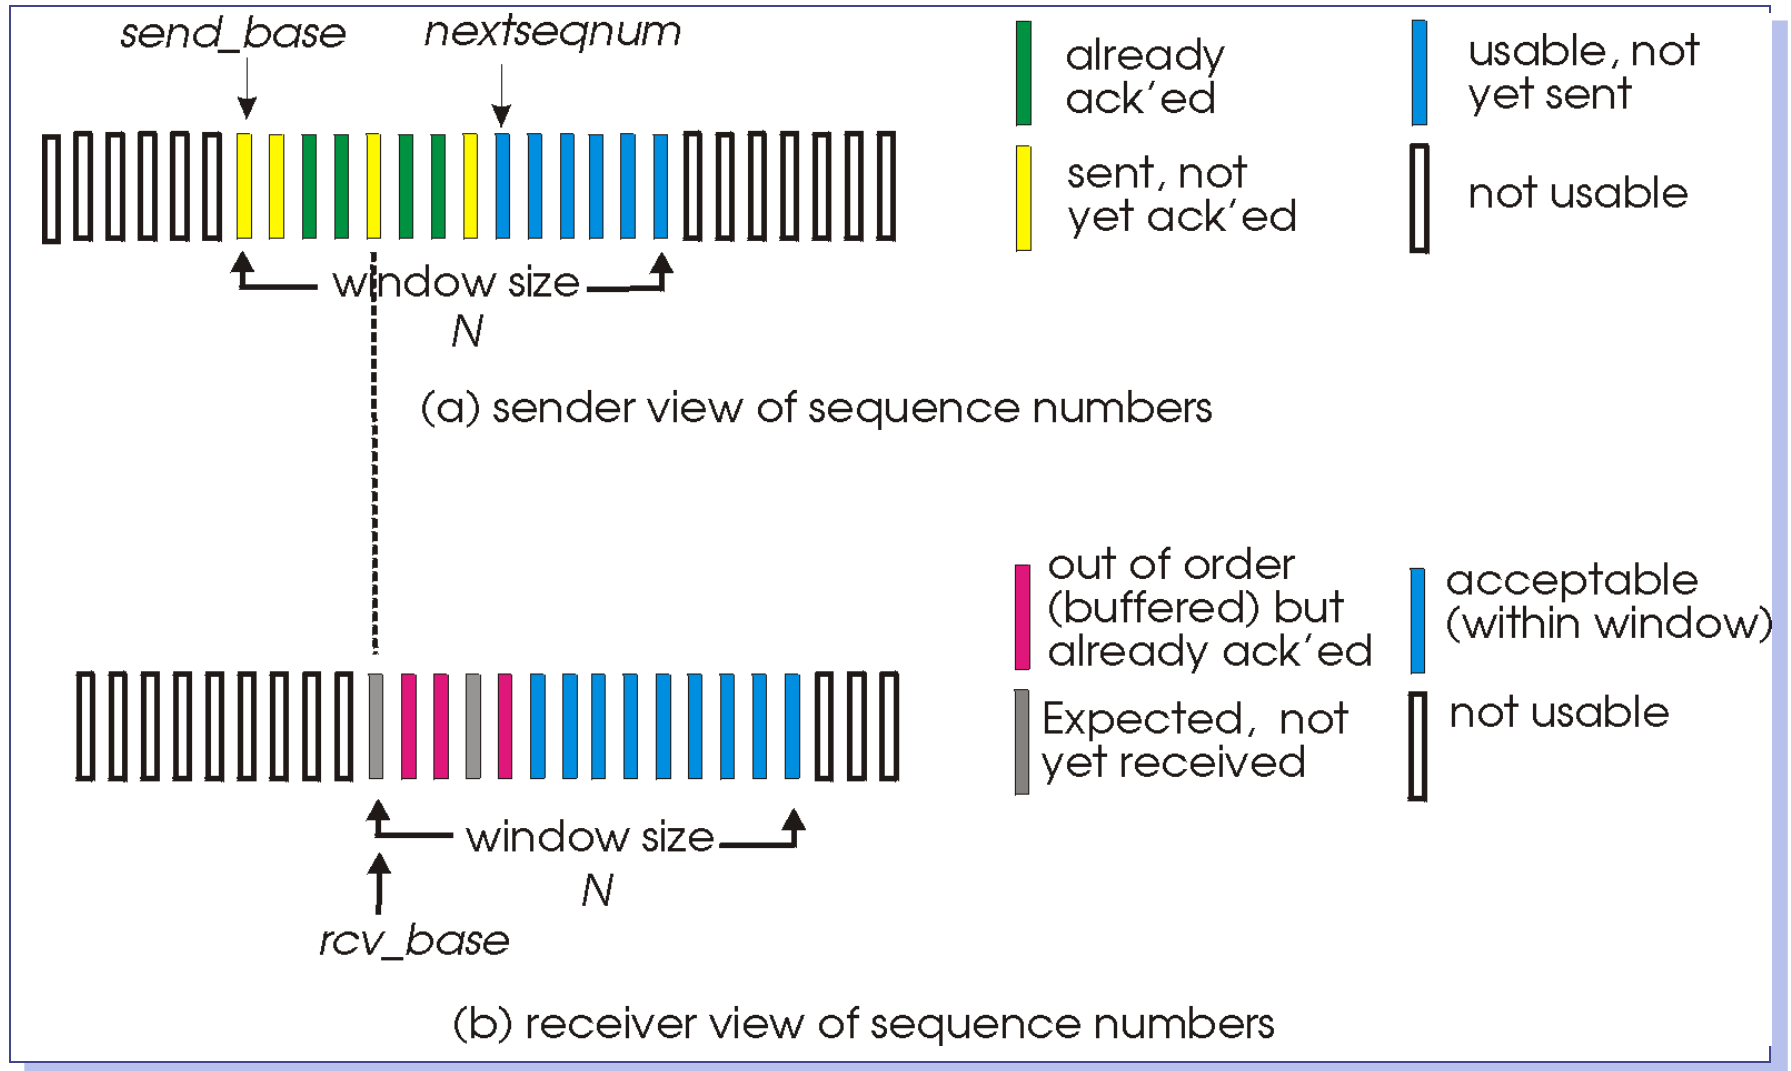 send_base
nextseqnum
already
ack'ed
usable, not
yet sent
sent, not
yet ack'ed
not usable
window size
N
(a) sender view of sequence numbers
out of order
(buffered) but
already ack'ed
acceptable
(within window)
Expected, not
yet received
not usable
window size
N
rcv_base
(b) receiver view of sequence numbers